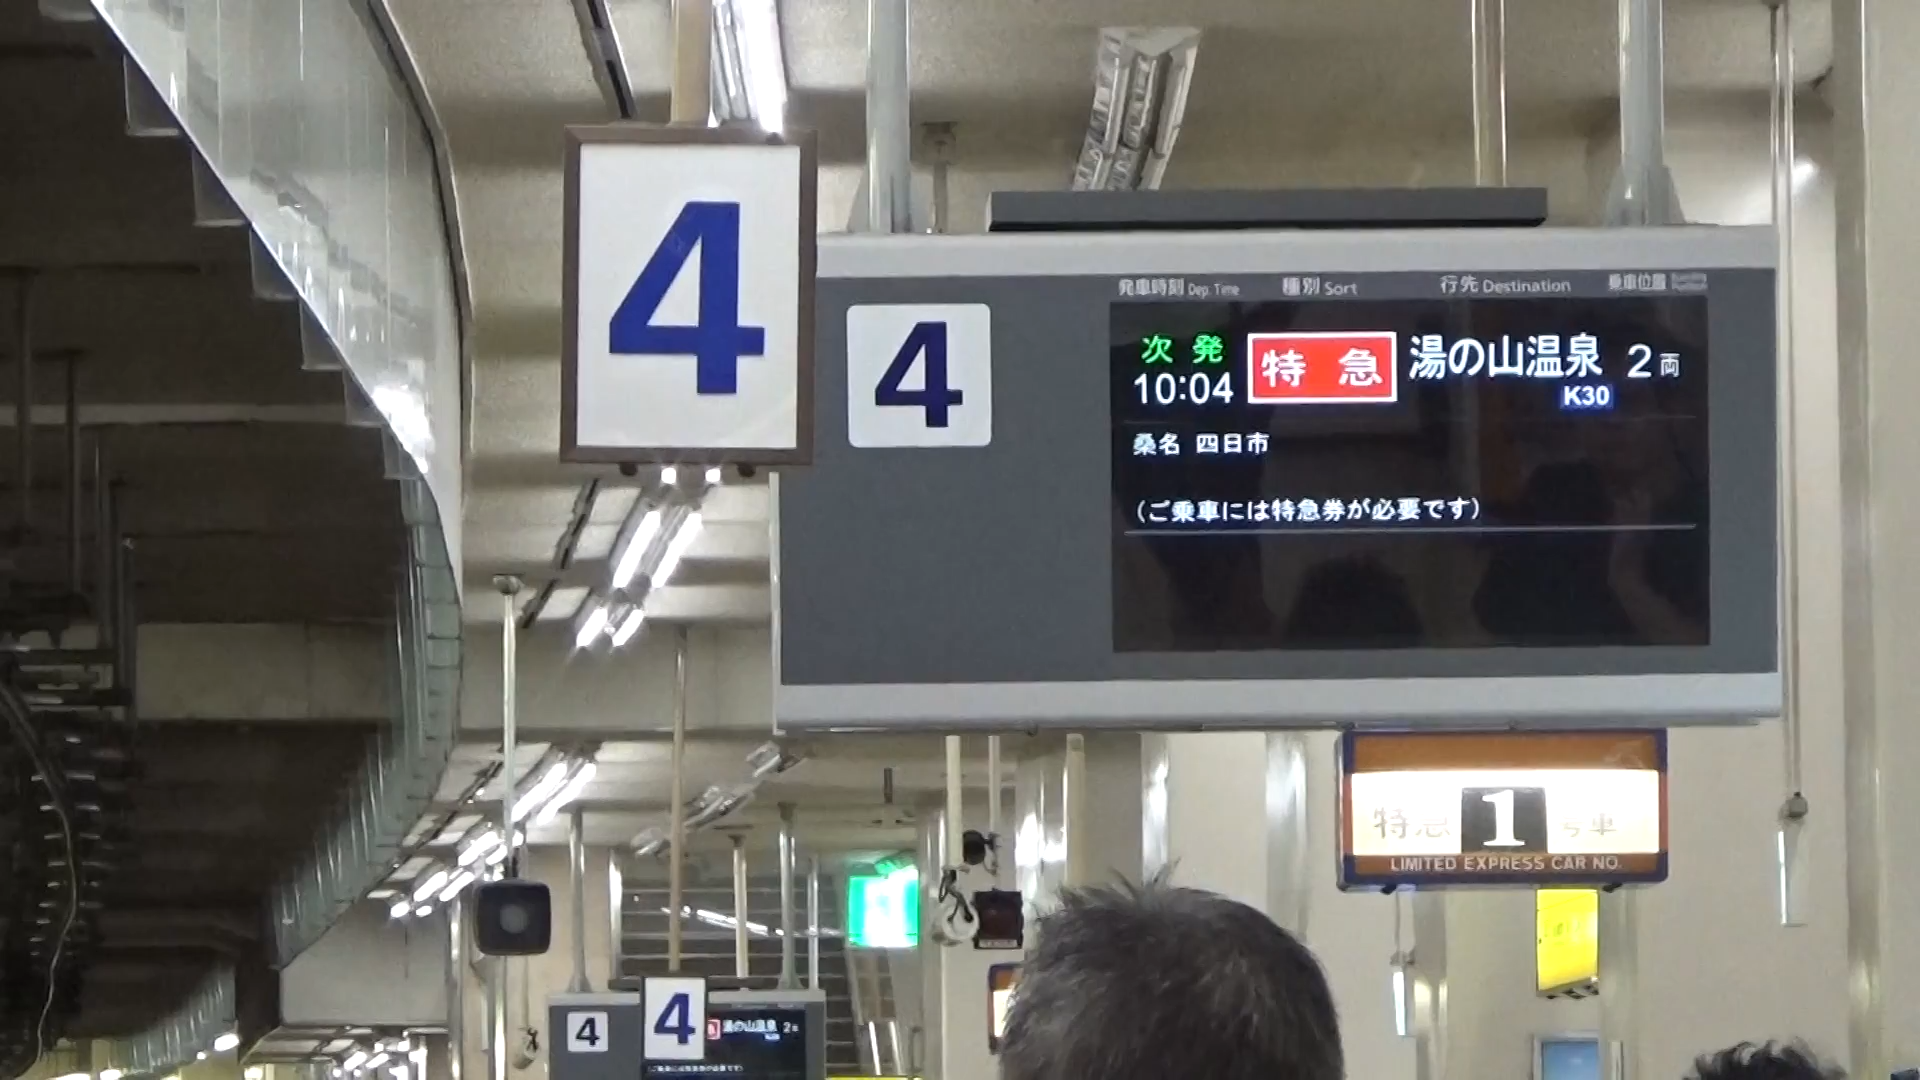 4
発車時刻 Dep. Time 種別 Sort 行先 Destination 乗車位置
4
次発 特急 湯の山温泉 2両
10:04 K30
桑名 四日市
(ご乗車には特急券が必要です)
特急 1 号車
LIMITED EXPRESS CAR NO.
4
4
湯の山温泉 2両